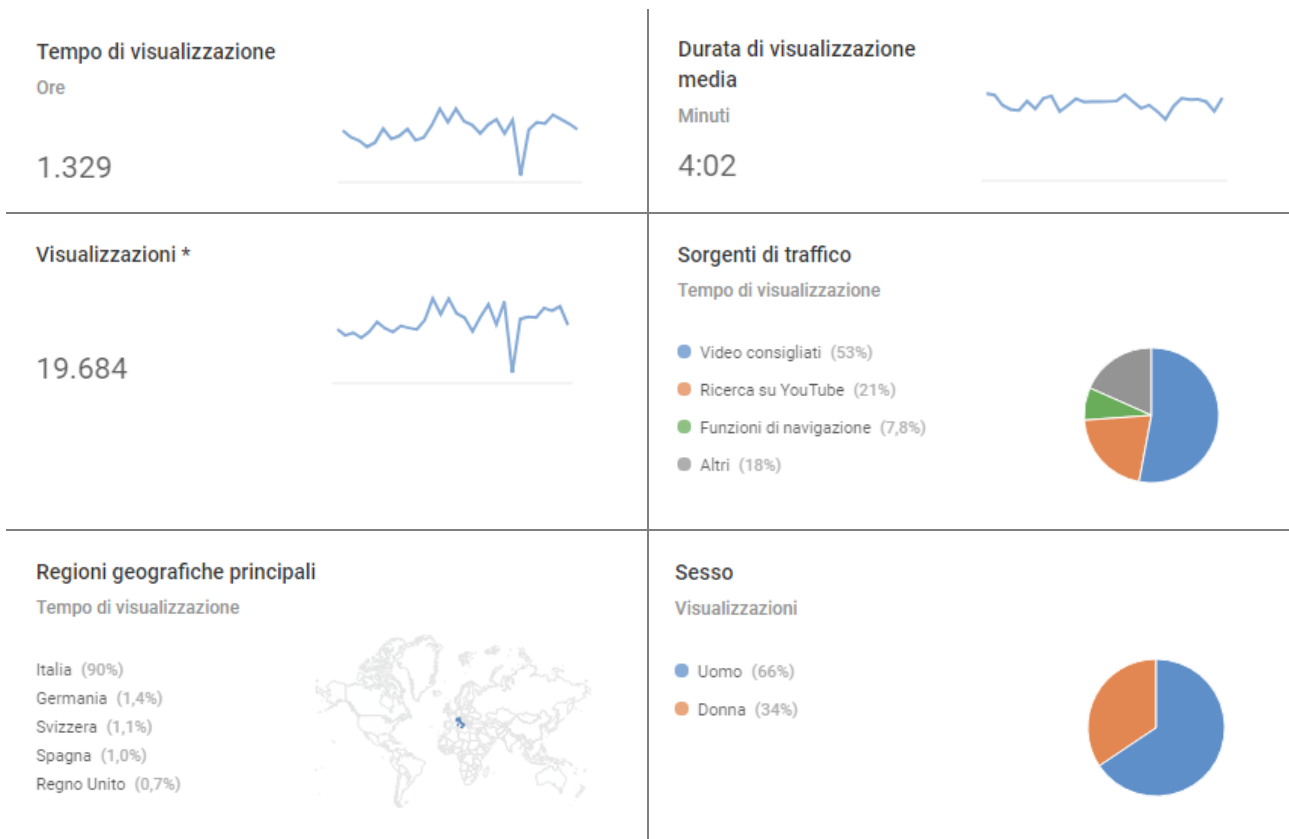 Tempo di visualizzazione
Ore
1.329
Durata di visualizzazione
media
Minuti
4:02
Visualizzazioni *
19.684
Sorgenti di traffico
Tempo di visualizzazione
Video consigliati (53%)
Ricerca su YouTube (21%)
Funzioni di navigazione (7,8%)
Altri (18%)
Regioni geografiche principali
Tempo di visualizzazione
Italia (90%)
Germania (1,4%)
Svizzera (1,1%)
Spagna (1,0%)
Regno Unito (0,7%)
Sesso
Visualizzazioni
Uomo (66%)
Donna (34%)